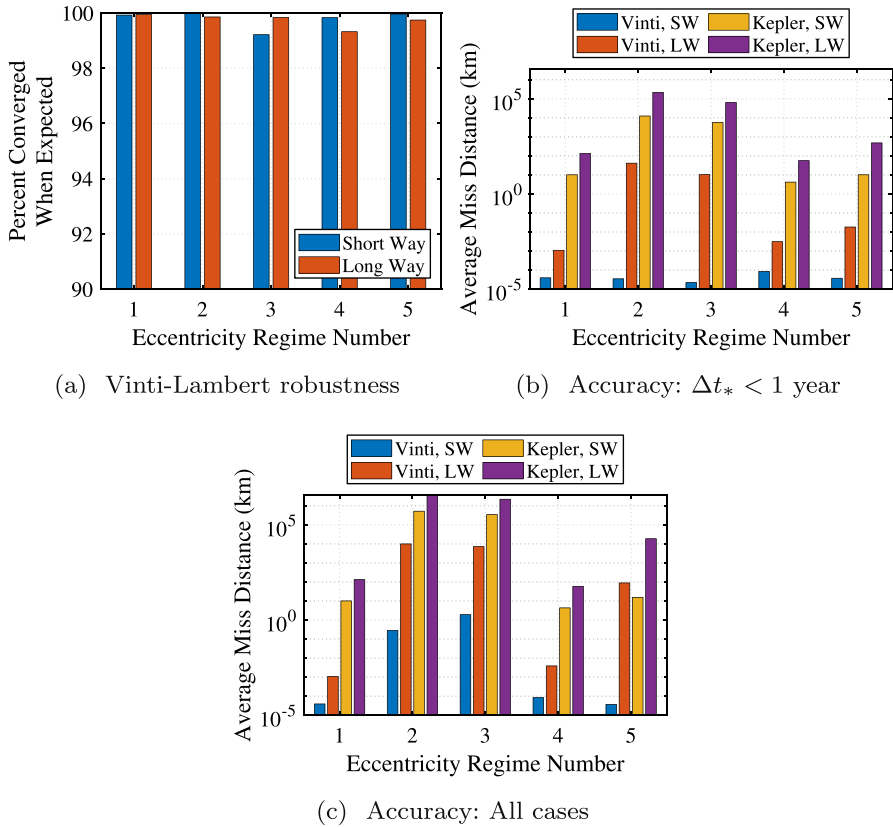 100
98
96
94
92
90
Percent Converged
When Expected
Short Way
Long Way
1 2 3 4 5
Eccentricity Regime Number
(a) Vinti-Lambert robustness
Vinti, SW Kepler, SW
Vinti, LW Kepler, LW
10^5
10^0
10^-5
Average Miss Distance (km)
1 2 3 4 5
Eccentricity Regime Number
(b) Accuracy: Δt_* < 1 year
Vinti, SW Kepler, SW
Vinti, LW Kepler, LW
10^5
10^0
10^-5
Average Miss Distance (km)
1 2 3 4 5
Eccentricity Regime Number
(c) Accuracy: All cases